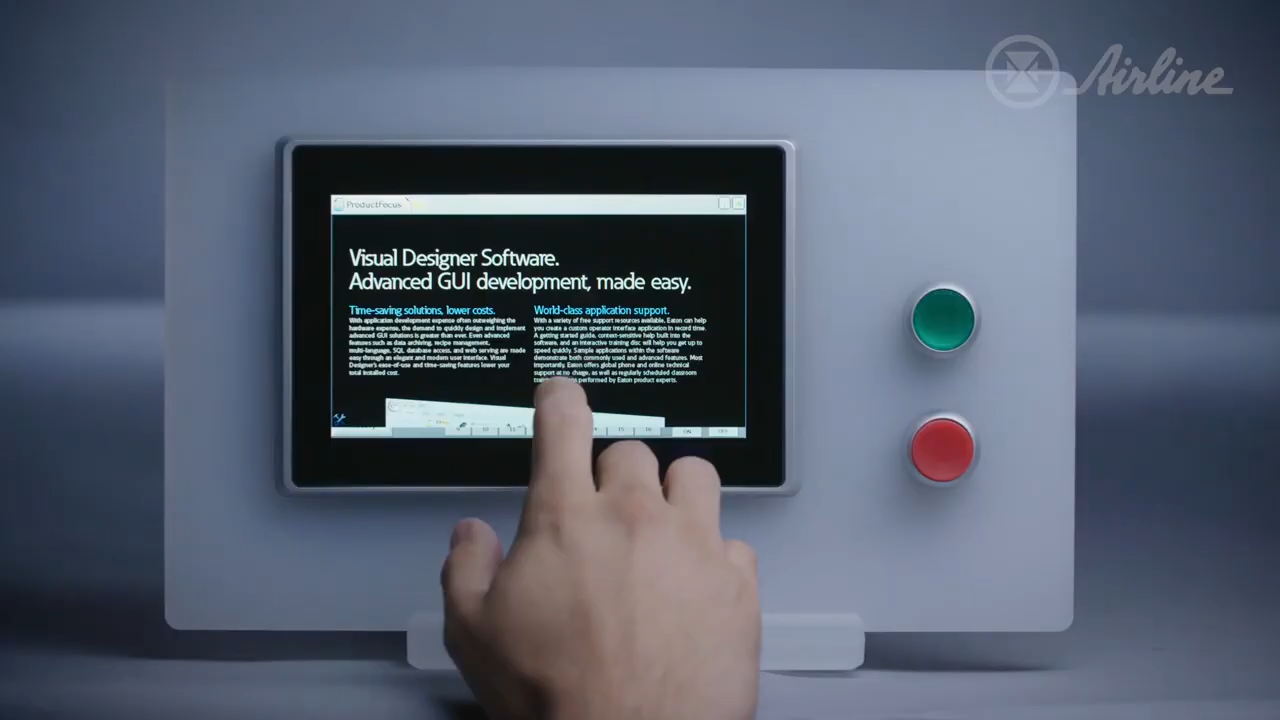 Airline
ProductFocus
Visual Designer Software.
Advanced GUI development, made easy.
Time-saving solutions, lower costs.
With application development expense often outweighing the
hardware expense, the demand to quickly design and implement
advanced GUI solutions is greater than ever. Even advanced
features such as data archiving, recipe management,
multi-language, SQL database access, and web serving are made
easy through an elegant and modern user interface. Visual
Designer's ease-of-use and time-saving features lower your
total installed cost.
World-class application support.
With a variety of free support resources available, Eaton can help
you create a custom operator interface application in record time.
A getting started guide, context-sensitive help built into the
software, and an interactive training disc will help you get up to
speed quickly. Sample applications within the software
demonstrate both commonly used and advanced features. Most
importantly, Eaton offers global phone and online technical
support at no charge, as well as regularly scheduled classroom
performed by Eaton product experts.
10 11 15 16 ON OFF